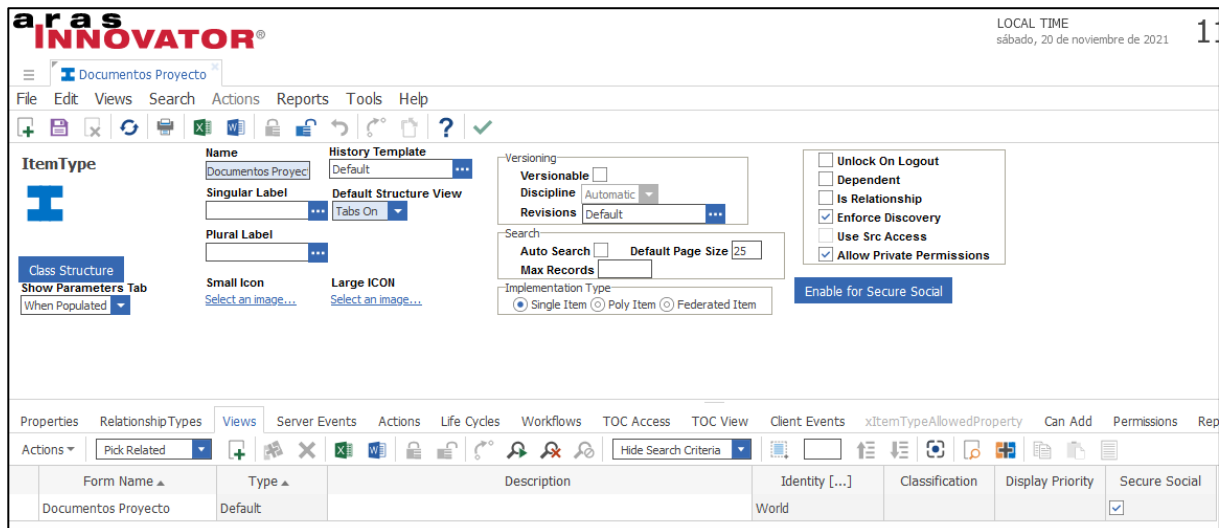 aras
INNOVATOR®
LOCAL TIME
sábado, 20 de noviembre de 2021
11
Documentos Proyecto
File Edit Views Search Actions Reports Tools Help
ItemType
Name
Documentos Proyec
History Template
Default
Singular Label
Default Structure View
Tabs On
Plural Label
Class Structure
Show Parameters Tab
When Populated
Small Icon
Select an image...
Large ICON
Select an image...
Versioning
Versionable
Discipline Automatic
Revisions Default
Search
Auto Search Default Page Size 25
Max Records
Implementation Type
Single Item Poly Item Federated Item
Unlock On Logout
Dependent
Is Relationship
Enforce Discovery
Use Src Access
Allow Private Permissions
Enable for Secure Social
Properties RelationshipTypes Views Server Events Actions Life Cycles Workflows TOC Access TOC View Client Events xItemTypeAllowedProperty Can Add Permissions Rep
Actions Pick Related Hide Search Criteria
Form Name Type Description Identity [...] Classification Display Priority Secure Social
Documentos Proyecto Default World